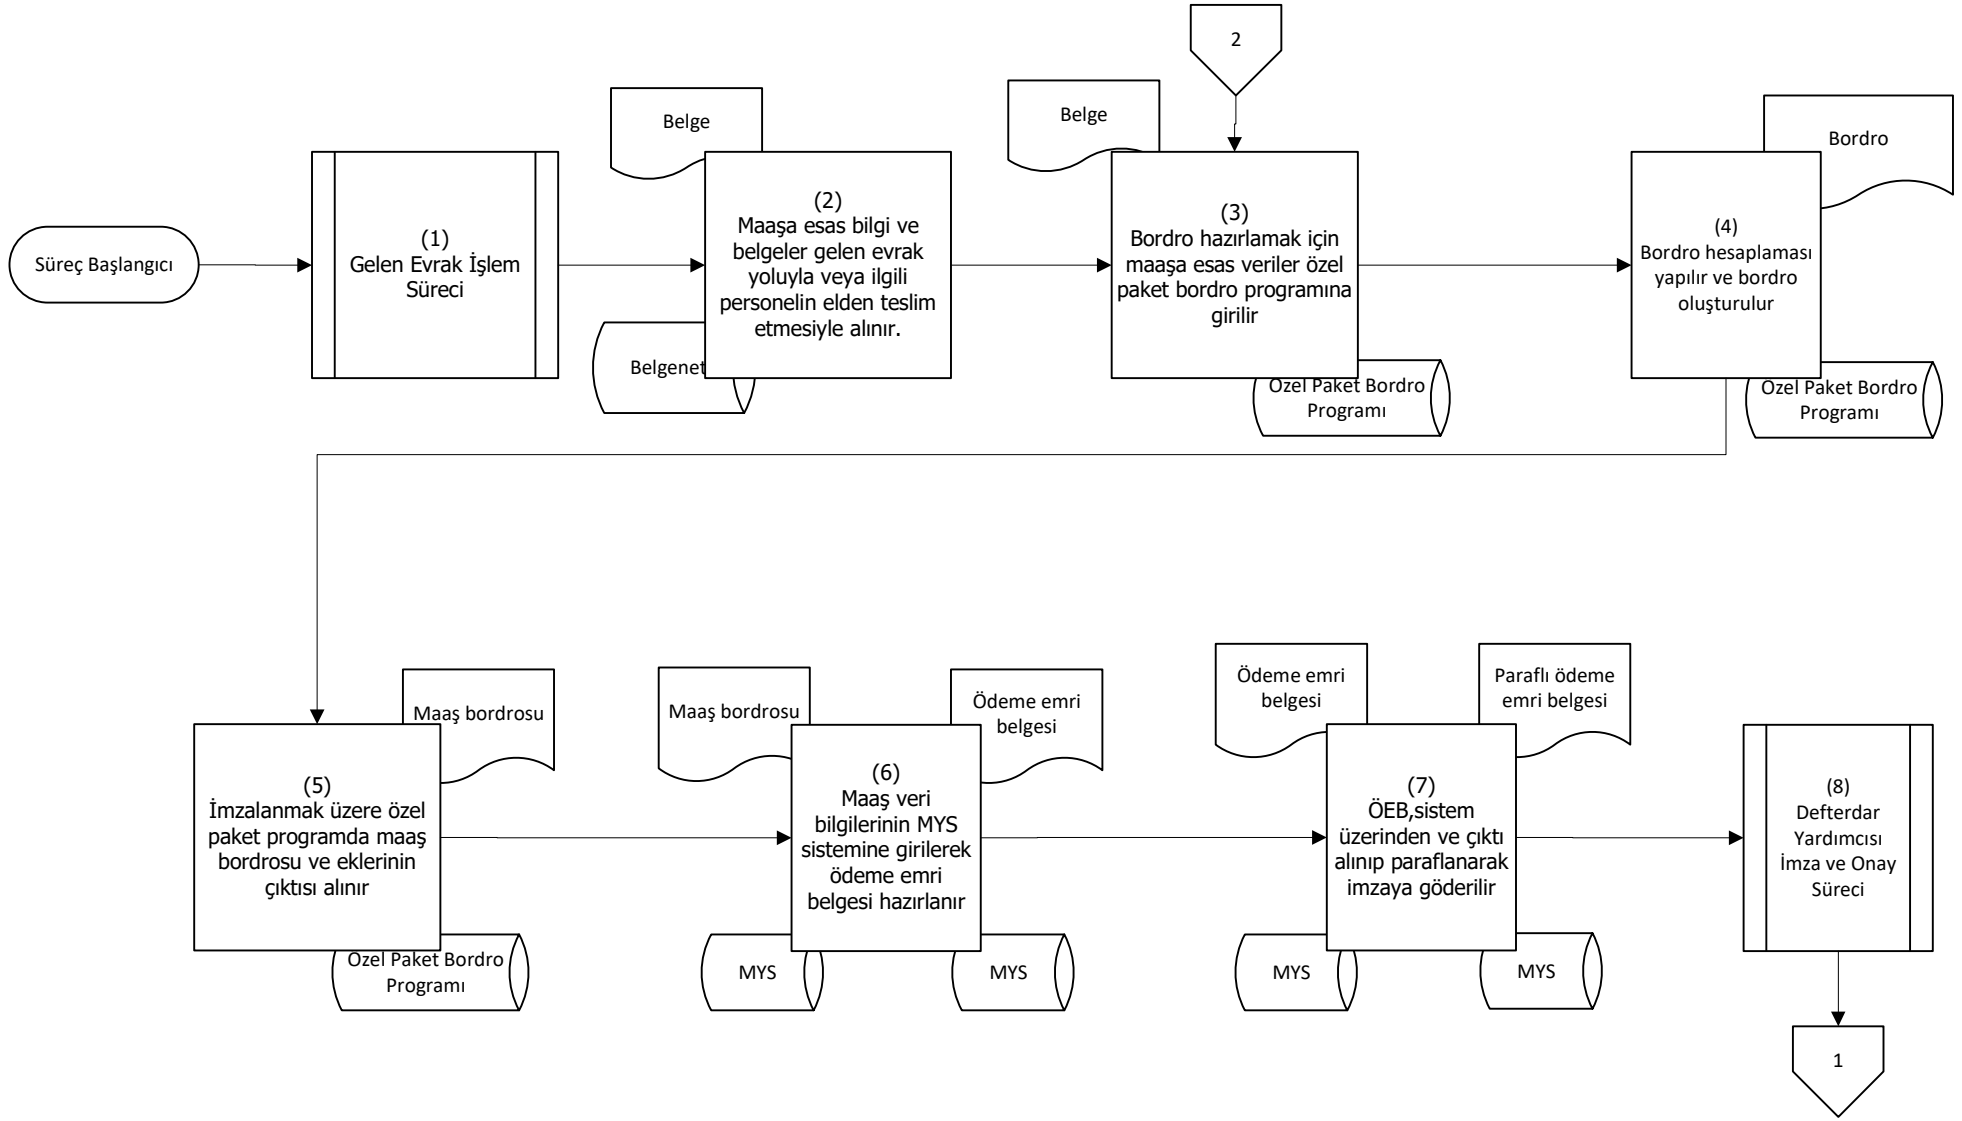 2
Süreç Başlangıcı
(1)
Gelen Evrak İşlem
Süreci
Belge
(2)
Maaşa esas bilgi ve
belgeler gelen evrak
yoluyla veya ilgili
personelin elden teslim
etmesiyle alınır.
Belgenet
Belge
(3)
Bordro hazırlamak için
maaşa esas veriler özel
paket bordro programına
girilir
Özel Paket Bordro
Programı
Bordro
(4)
Bordro hesaplaması
yapılır ve bordro
oluşturulur
Özel Paket Bordro
Programı
Maaş bordrosu
(5)
İmzalanmak üzere özel
paket programda maaş
bordrosu ve eklerinin
çıktısı alınır
Özel Paket Bordro
Programı
Maaş bordrosu
Ödeme emri
belgesi
(6)
Maaş veri
bilgilerinin MYS
sistemine girilerek
ödeme emri
belgesi hazırlanır
MYS
MYS
Ödeme emri
belgesi
Paraflı ödeme
emri belgesi
(7)
ÖEB,sistem
üzerinden ve çıktı
alınıp paraflanarak
imzaya göderilir
MYS
MYS
(8)
Defterdar
Yardımcısı
İmza ve Onay
Süreci
1